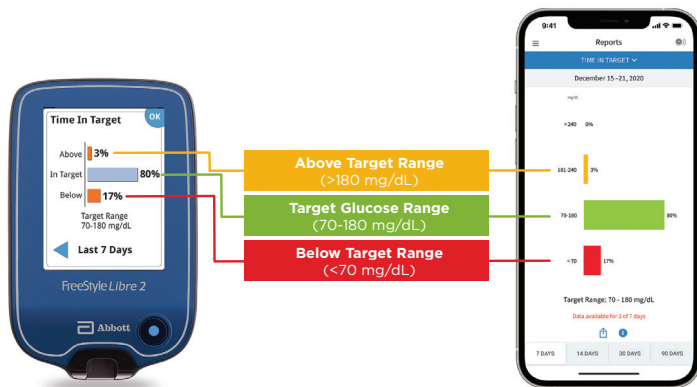 Time In Target
OK
Above
3%
In Target
80%
Below
17%
Target Range
70-180 mg/dL
Last 7 Days
FreeStyle Libre 2
Abbott
Above Target Range
(>180 mg/dL)
Target Glucose Range
(70-180 mg/dL)
Below Target Range
(<70 mg/dL)
9:41
Reports
TIME IN TARGET
December 15-21, 2020
mg/dL
>240 0%
181-240 3%
70-180 80%
<70 17%
Target Range: 70 - 180 mg/dL
Data available for 2 of 7 days
7 DAYS 14 DAYS 30 DAYS 90 DAYS